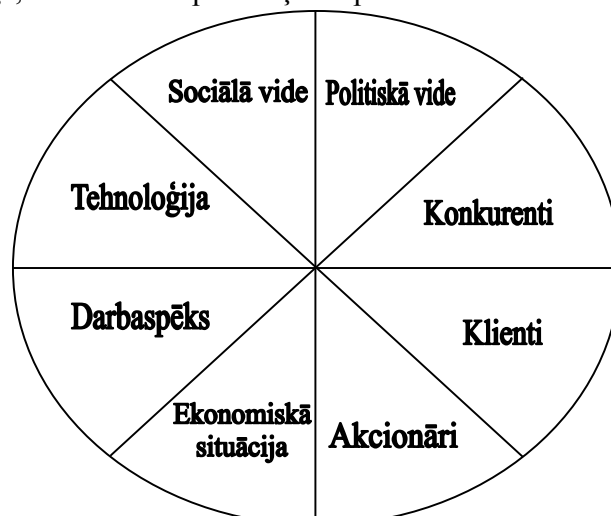 Sociālā vide
Politiskā vide
Tehnoloģija
Konkurenti
Darbaspēks
Klienti
Ekonomiskā
situācija
Akcionāri